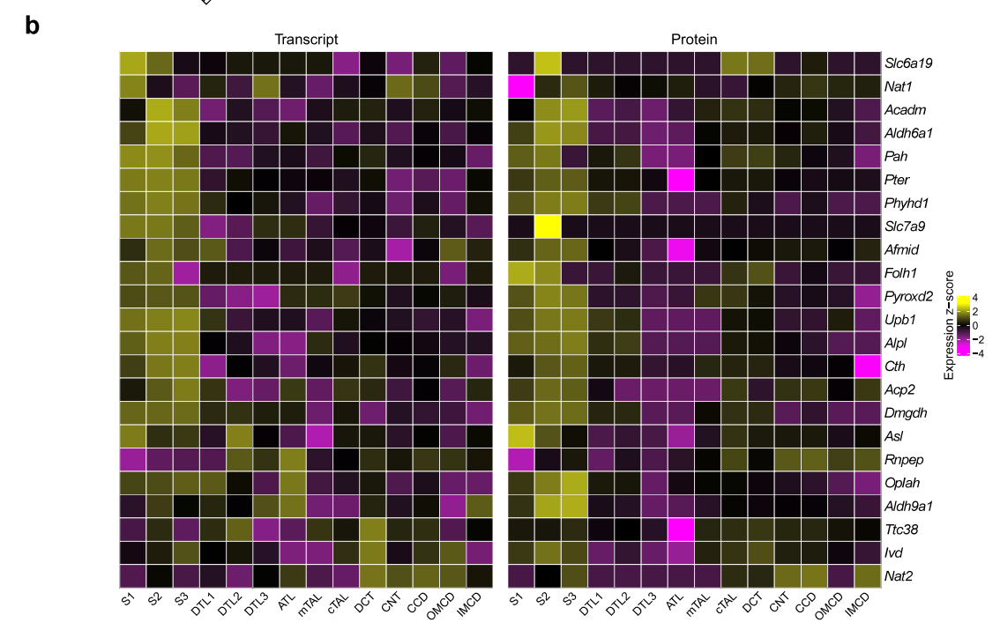 b
Transcript
Protein
Slc6a19
Nat1
Acadm
Aldh6a1
Pah
Pter
Phyhd1
Slc7a9
Afmid
Folh1
Pyroxd2
Upb1
Alpl
Cth
Acp2
Dmgdh
Asl
Rnpep
Oplah
Aldh9a1
Ttc38
Ivd
Nat2
S1 S2 S3 DTL1 DTL2 DTL3 ATL mTAL cTAL DCT CNT CCD OMCD IMCD
S1 S2 S3 DTL1 DTL2 DTL3 ATL mTAL cTAL DCT CNT CCD OMCD IMCD
Expression z−score
4
2
0
−2
−4